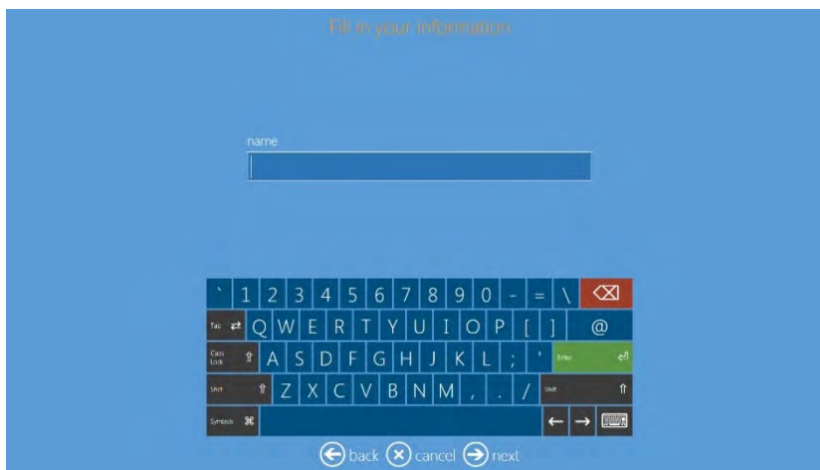 Fill in your information
name
` 1 2 3 4 5 6 7 8 9 0 - = \
Tab Q W E R T Y U I O P [ ] @
Caps Lock A S D F G H J K L ; ' Enter
Shift Z X C V B N M , . / Shift
Symbols
back cancel next